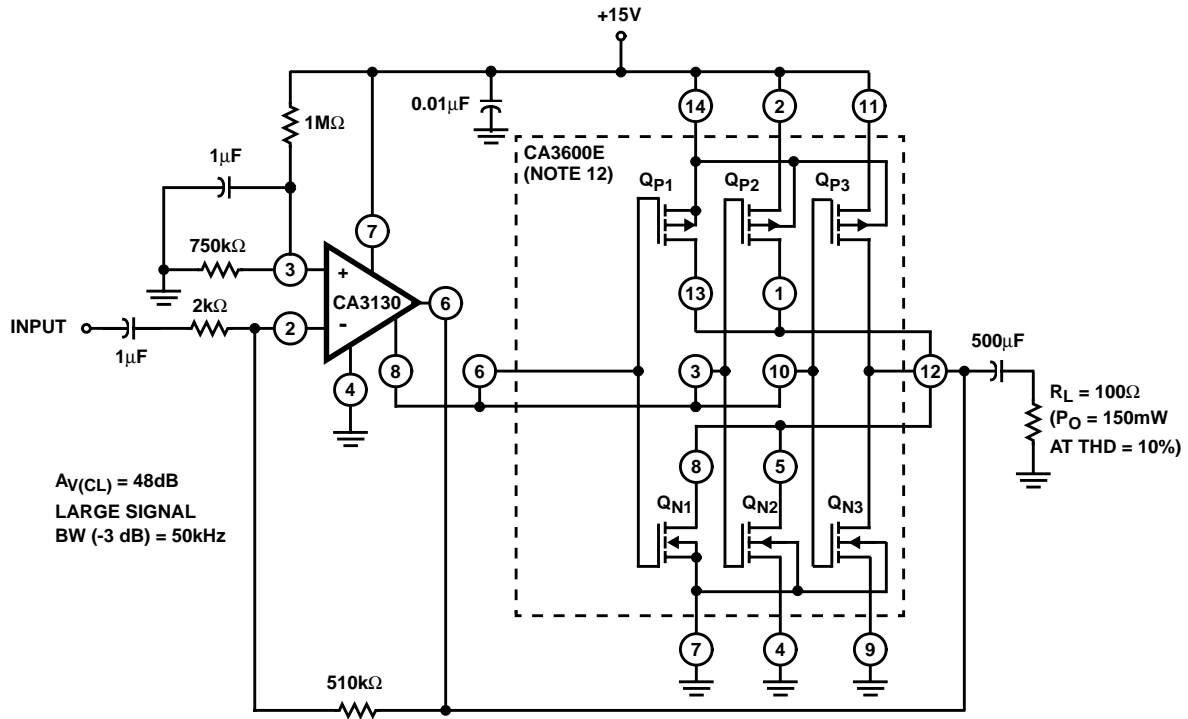 +15V
0.01μF
1MΩ
1μF
750kΩ
3
7
+
CA3130
-
6
2kΩ
INPUT
1μF
2
4
8
14
2
11
CA3600E
(NOTE 12)
QP1
QP2
QP3
13
1
6
3
10
12
500μF
RL = 100Ω
(PO = 150mW
AT THD = 10%)
8
5
QN1
QN2
QN3
7
4
9
AV(CL) = 48dB
LARGE SIGNAL
BW (-3 dB) = 50kHz
510kΩ